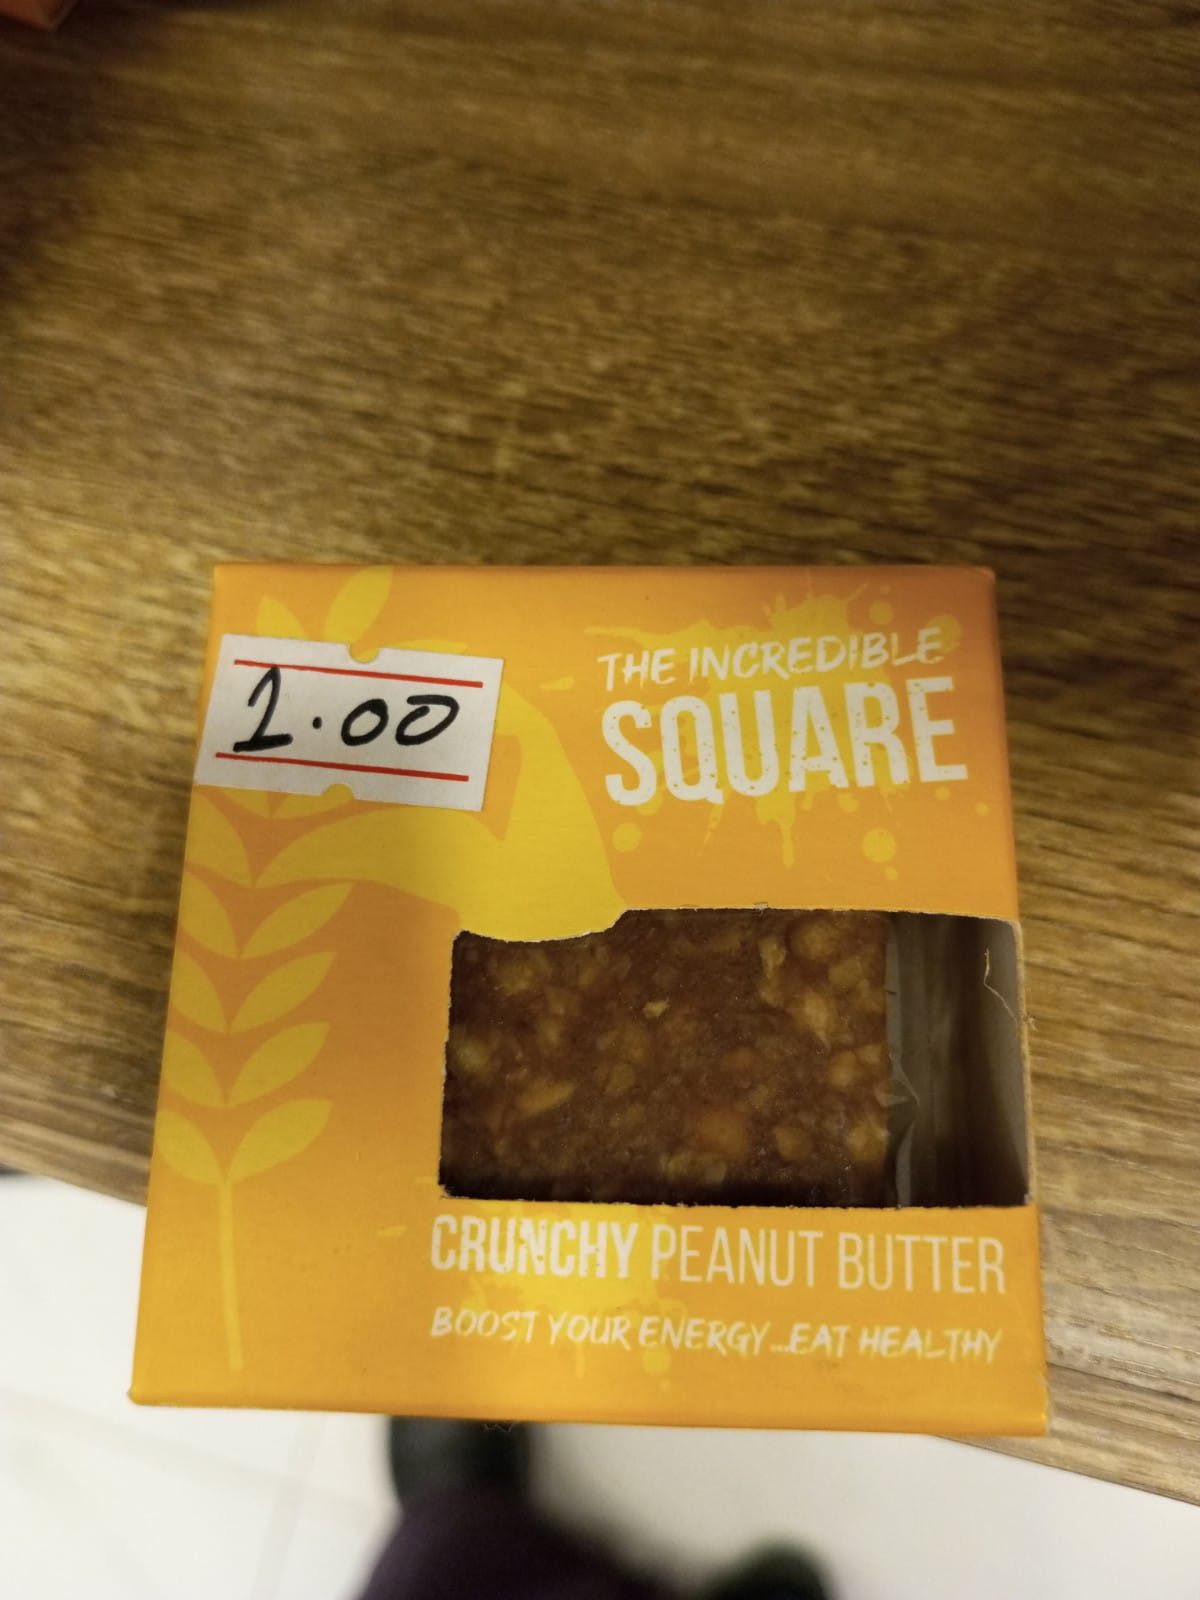 1.00
THE INCREDIBLE
SQUARE
CRUNCHY PEANUT BUTTER
BOOST YOUR ENERGY...EAT HEALTHY